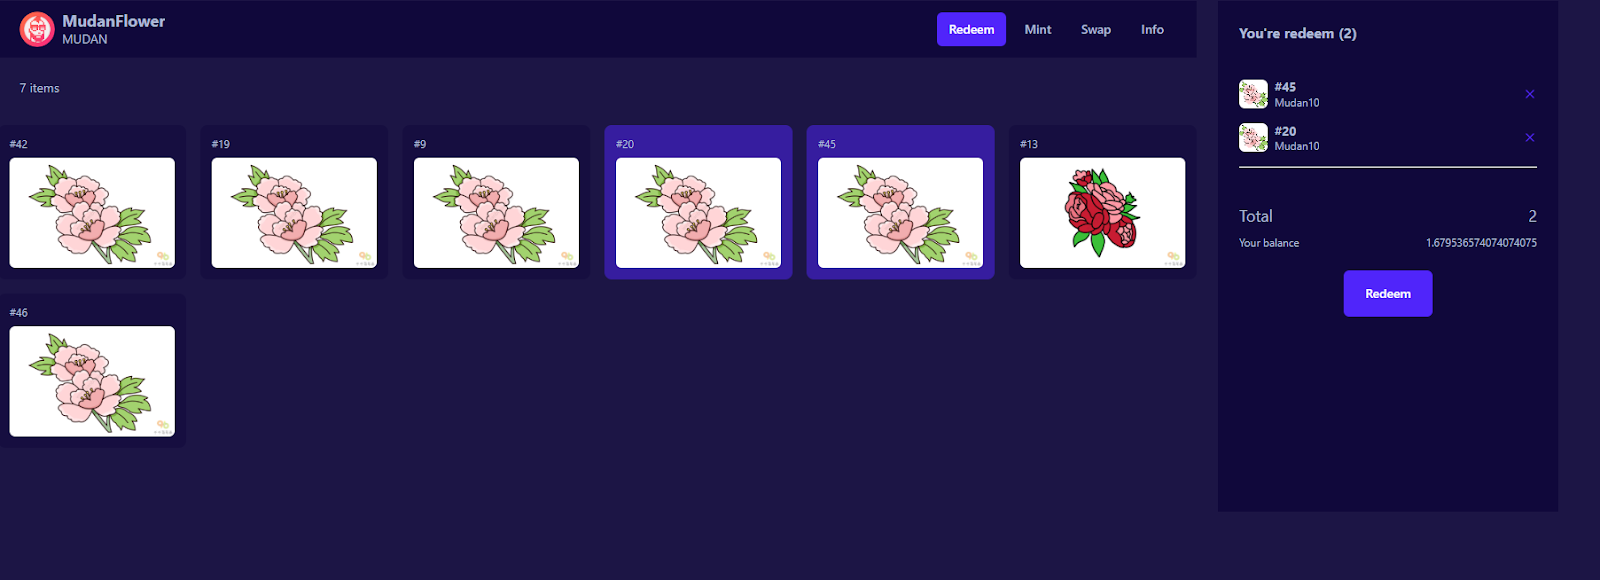 MudanFlower
MUDAN
Redeem Mint Swap Info
7 items
#42 #19 #9 #20 #45 #13
#46
You're redeem (2)
#45
Mudan10
#20
Mudan10
Total 2
Your balance 1.679536574074074075
Redeem